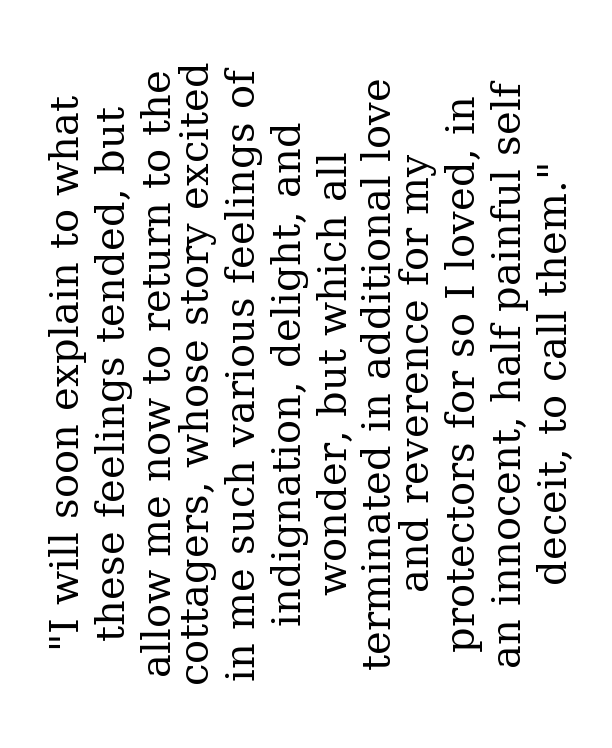 "I will soon explain to what
these feelings tended, but
allow me now to return to the
cottagers, whose story excited
in me such various feelings of
indignation, delight, and
wonder, but which all
terminated in additional love
and reverence for my
protectors for so I loved, in
an innocent, half painful self
deceit, to call them."